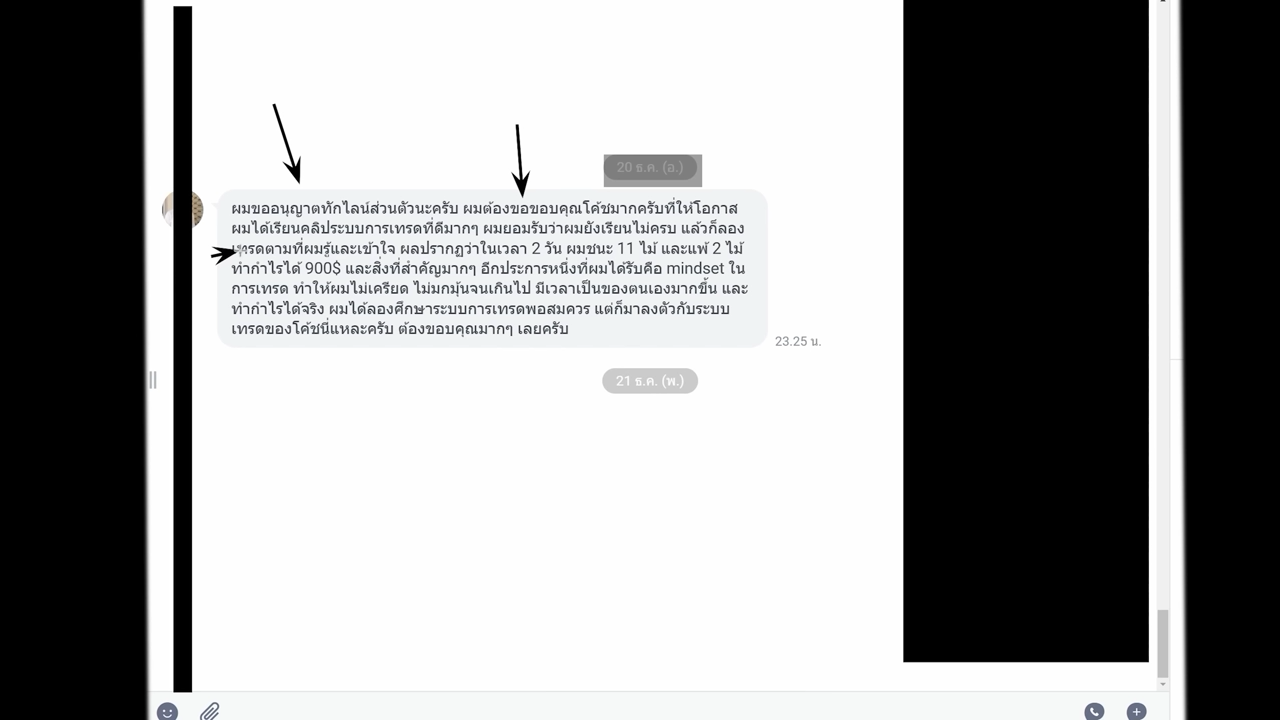 20 ธ.ค. (อ.)
ผมขออนุญาตทักไลน์ส่วนตัวนะครับ ผมต้องขอขอบคุณโค้ชมากครับที่ให้โอกาส
ผมได้เรียนคลิประบบการเทรดที่ดีมากๆ ผมยอมรับว่าผมยังเรียนไม่ครบ แล้วก็ลอง
เทรดตามที่ผมรู้และเข้าใจ ผลปรากฏว่าในเวลา 2 วัน ผมชนะ 11 ไม้ และแพ้ 2 ไม้
ทำกำไรได้ 900$ และสิ่งที่สำคัญมากๆ อีกประการหนึ่งที่ผมได้รับคือ mindset ใน
การเทรด ทำให้ผมไม่เครียด ไม่มกมุ้นจนเกินไป มีเวลาเป็นของตนเองมากขึ้น และ
ทำกำไรได้จริง ผมได้ลองศึกษาระบบการเทรดพอสมควร แต่ก็มาลงตัวกับระบบ
เทรดของโค้ชนี่แหละครับ ต้องขอบคุณมากๆ เลยครับ
23.25 น.
21 ธ.ค. (พ.)